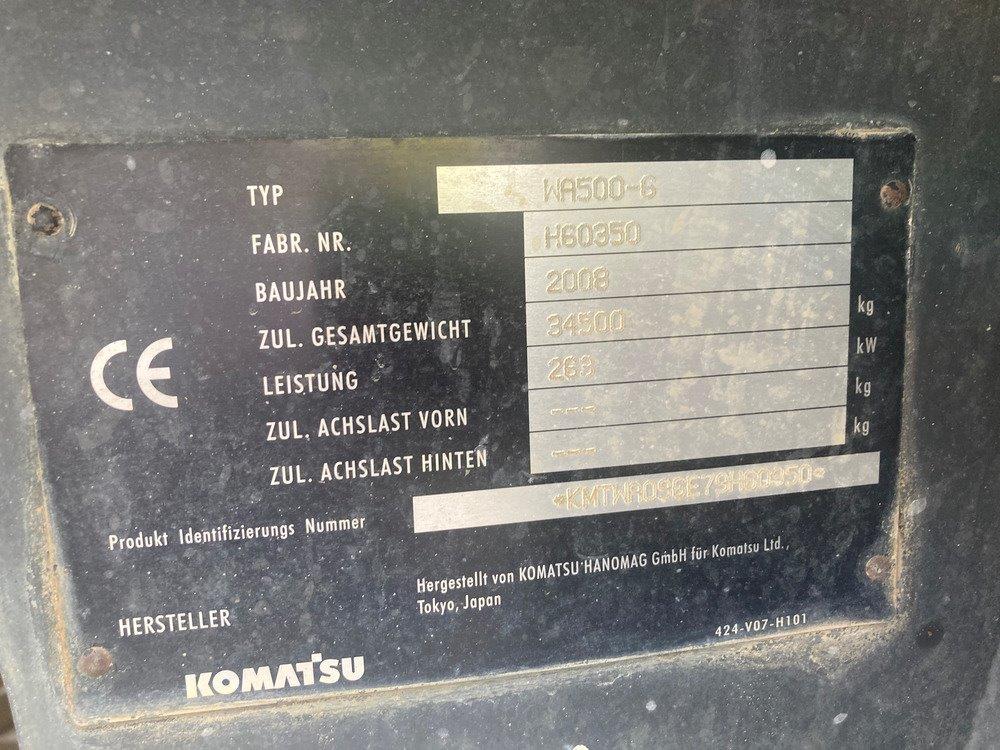 TYP WA500-6
FABR. NR. H60350
BAUJAHR 2008
ZUL. GESAMTGEWICHT 34500 kg
LEISTUNG kW
ZUL. ACHSLAST VORN --- kg
ZUL. ACHSLAST HINTEN --- kg
CE
Produkt Identifizierungs Nummer
Hergestellt von KOMATSU HANOMAG GmbH für Komatsu Ltd.,
Tokyo, Japan
HERSTELLER
424-V07-H101
KOMATSU